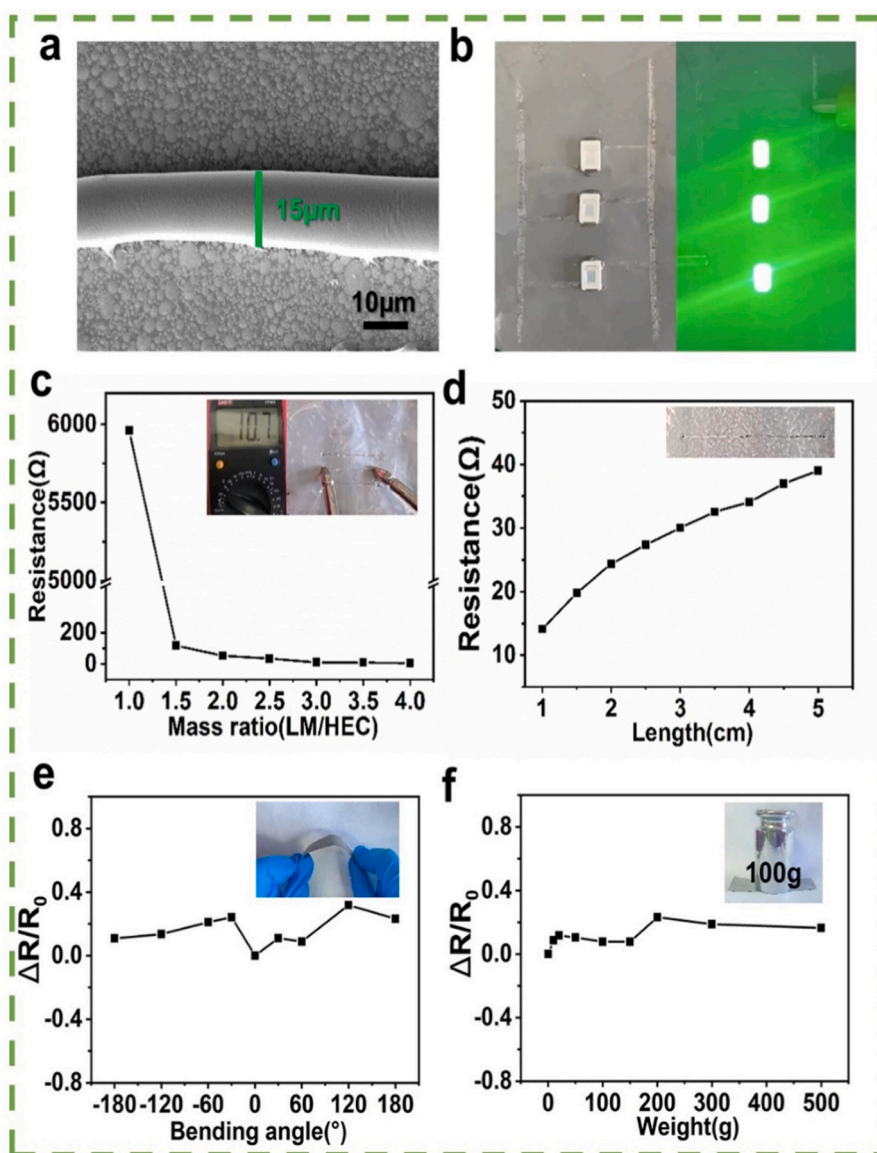 a
15μm
10μm
b
c
Resistance(Ω)
6000
5750
5000
200
0
10.7
1.0 1.5 2.0 2.5 3.0 3.5 4.0
Mass ratio(LM/HEC)
d
Resistance(Ω)
50
40
30
20
10
1 2 3 4 5
Length(cm)
e
ΔR/R0
0.8
0.4
0.0
-0.4
-0.8
-180 -120 -60 0 60 120 180
Bending angle(°)
f
ΔR/R0
0.8
0.4
0.0
-0.4
-0.8
100g
0 100 200 300 400 500
Weight(g)